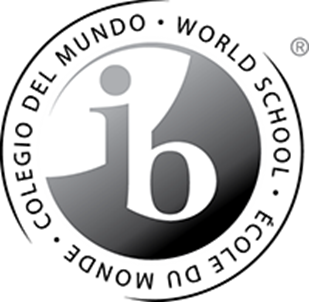 COLEGIO DEL MUNDO · WORLD SCHOOL · ÉCOLE DU MONDE ·
®
ib